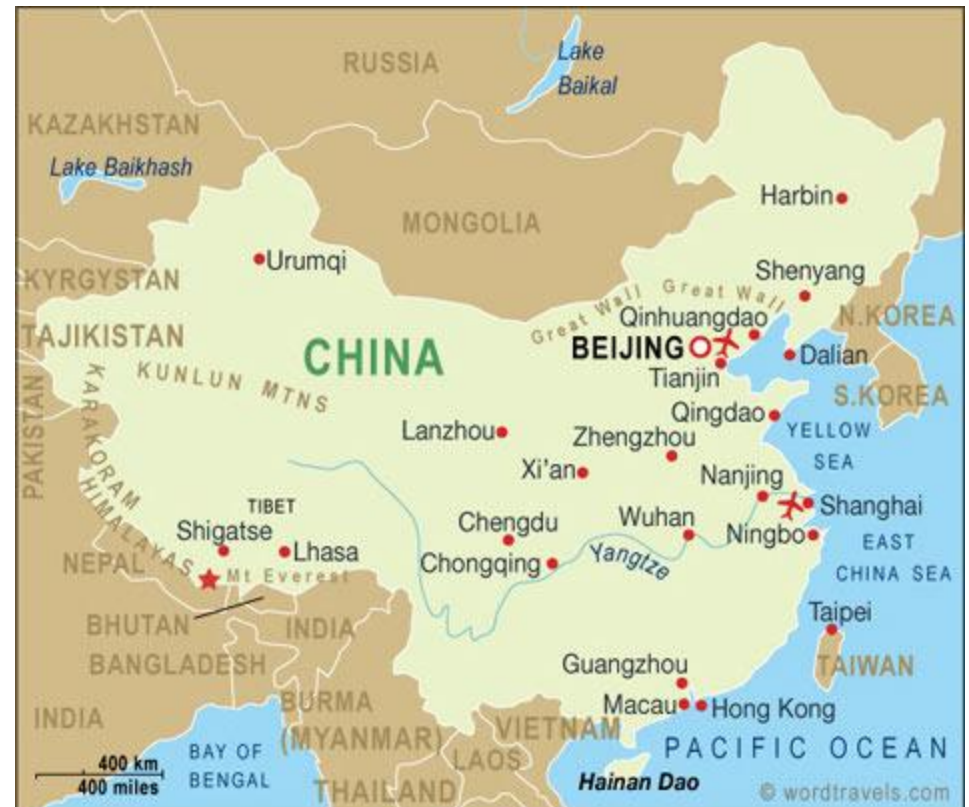 RUSSIA
Lake
Baikal
KAZAKHSTAN
Lake Baikhash
MONGOLIA
Harbin
Urumqi
KYRGYSTAN
Shenyang
Great Wall Great Wall
Qinhuangdao
N.KOREA
TAJIKISTAN
CHINA
BEIJING
Dalian
KUNLUN MTNS
Tianjin
S.KOREA
PAKISTAN
KARAKORAM
Qingdao
YELLOW
SEA
Lanzhou
Zhengzhou
Xi'an
Nanjing
HIMALAYAS
TIBET
Shanghai
Shigatse
Lhasa
Chengdu
Wuhan
Ningbo
EAST
CHINA SEA
NEPAL
Mt Everest
Chongqing
Yangtze
Taipei
BHUTAN
INDIA
BANGLADESH
Guangzhou
TAIWAN
INDIA
BURMA
(MYANMAR)
Macau
Hong Kong
VIETNAM
LAOS
PACIFIC OCEAN
BAY OF
BENGAL
400 km
400 miles
THAILAND
Hainan Dao
© wordtravels.com